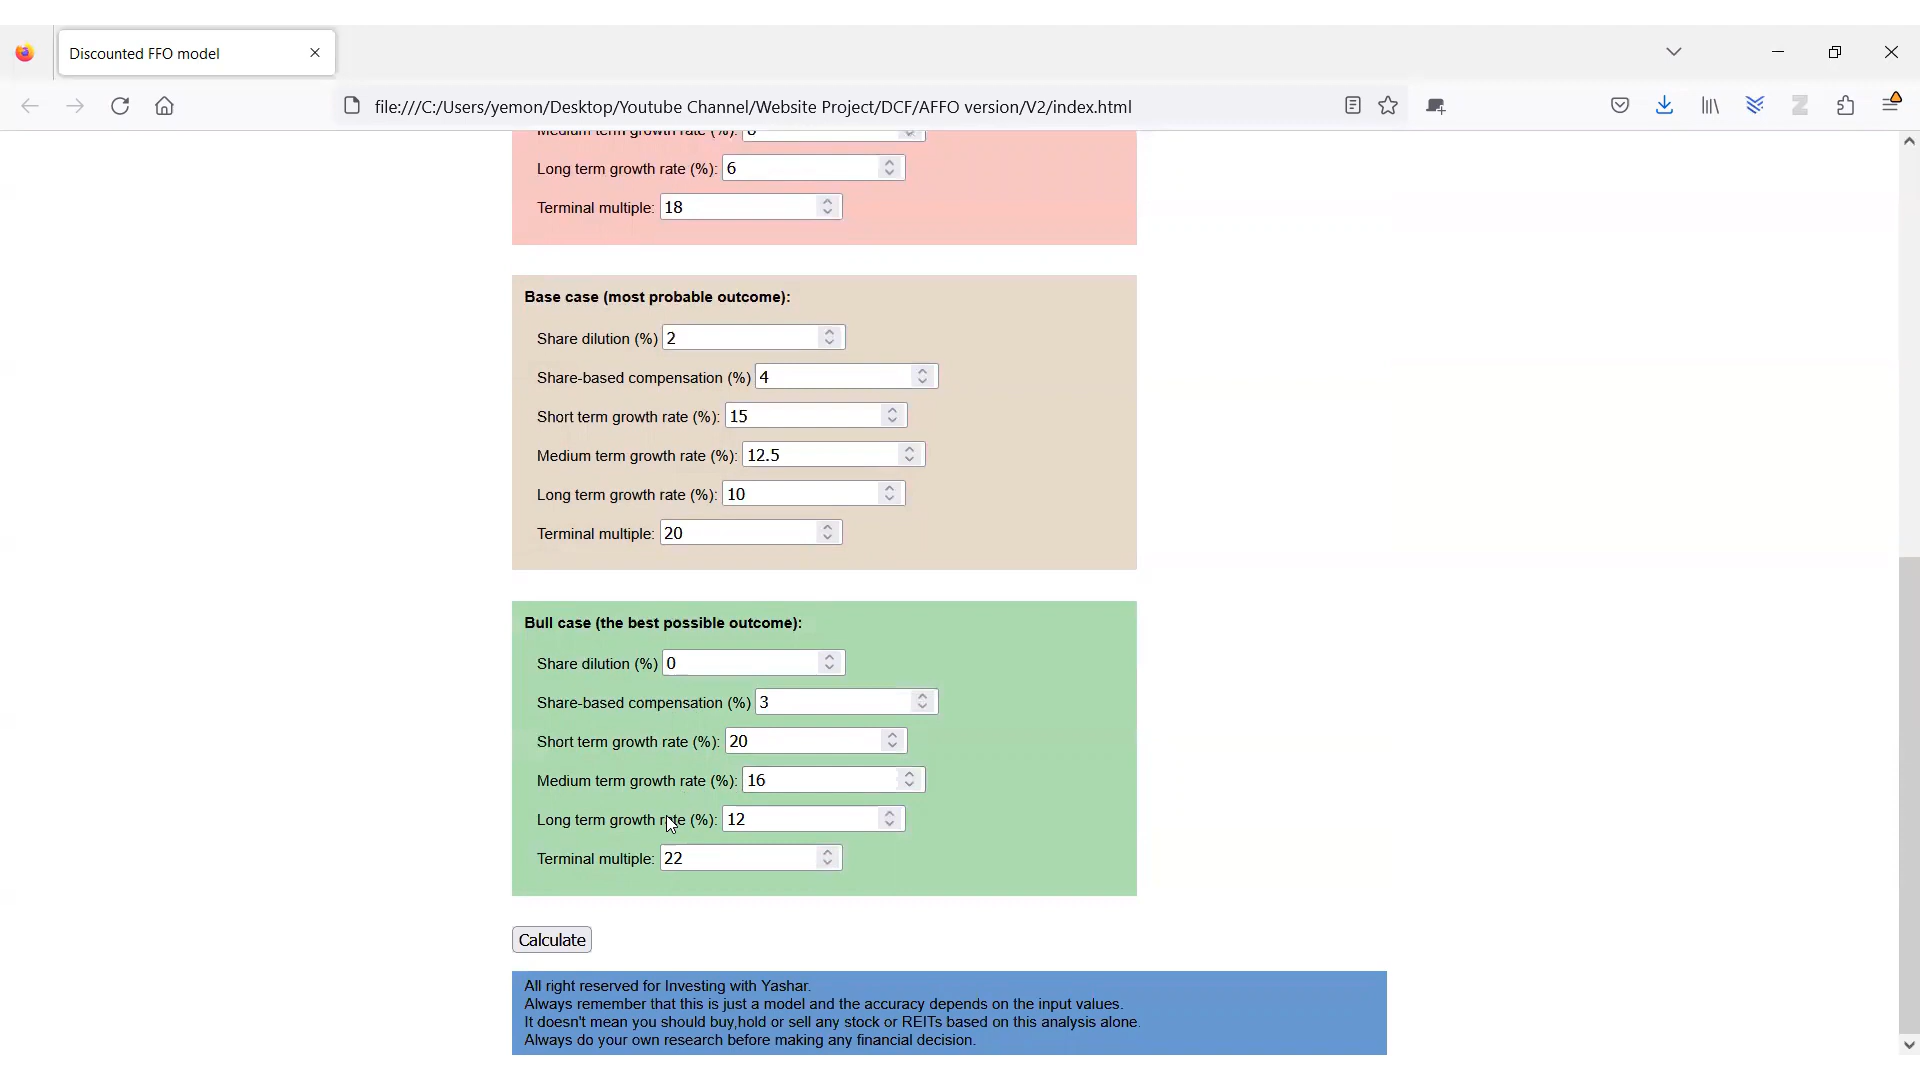 Discounted FFO model
file:///C:/Users/yemon/Desktop/Youtube Channel/Website Project/DCF/AFFO version/V2/index.html
Medium term growth rate (%):
Long term growth rate (%): 6
Terminal multiple: 18
Base case (most probable outcome):
Share dilution (%) 2
Share-based compensation (%) 4
Short term growth rate (%): 15
Medium term growth rate (%): 12.5
Long term growth rate (%): 10
Terminal multiple: 20
Bull case (the best possible outcome):
Share dilution (%) 0
Share-based compensation (%) 3
Short term growth rate (%): 20
Medium term growth rate (%): 16
Long term growth rate (%): 12
Terminal multiple: 22
Calculate
All right reserved for Investing with Yashar.
Always remember that this is just a model and the accuracy depends on the input values.
It doesn't mean you should buy,hold or sell any stock or REITs based on this analysis alone.
Always do your own research before making any financial decision.